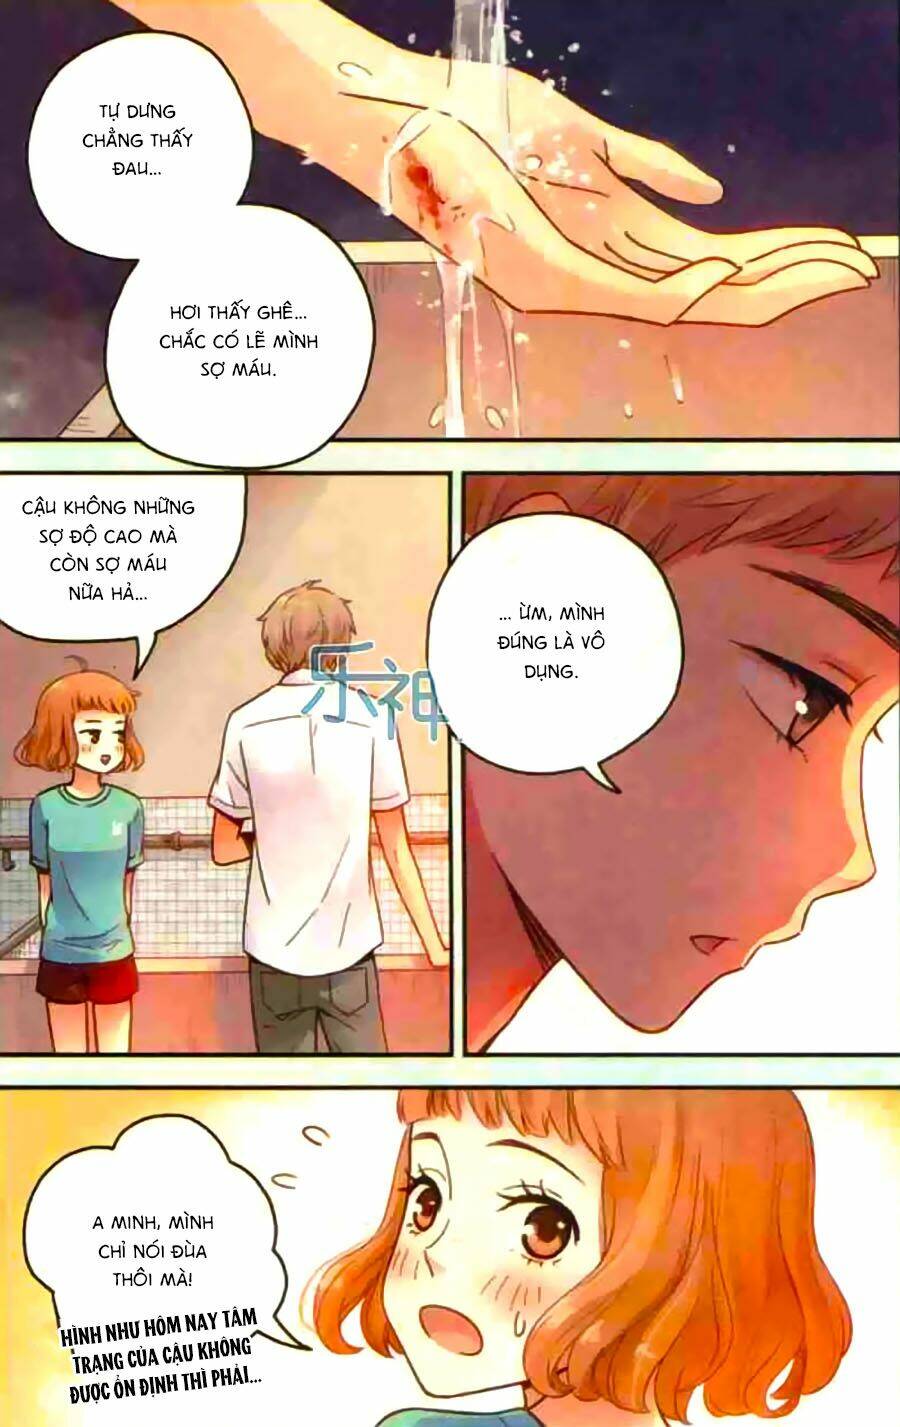 TỰ DƯNG
CHẲNG THẤY
ĐAU...
HƠI THẤY GHÊ...
CHẮC CÓ LẼ MÌNH
SỢ MÁU.
CẬU KHÔNG NHỮNG
SỢ ĐỘ CAO MÀ
CÒN SỢ MÁU
NỮA HẢ...
... ỪM, MÌNH
ĐÚNG LÀ VÔ
DỤNG.
乐神
A MINH, MÌNH
CHỈ NÓI ĐÙA
THÔI MÀ!
HÌNH NHƯ HÔM NAY TÂM
TRẠNG CỦA CẬU KHÔNG
ĐƯỢC ỔN ĐỊNH THÌ PHẢI...